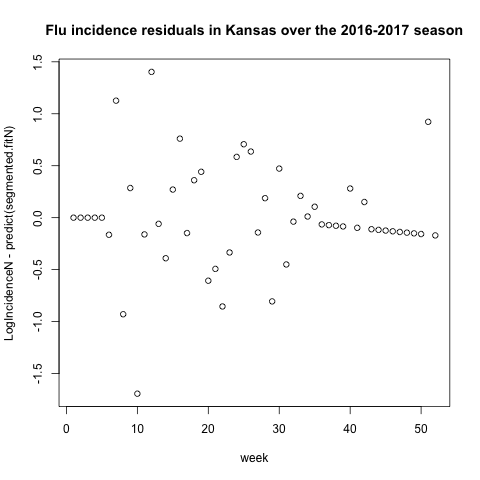 Flu incidence residuals in Kansas over the 2016-2017 season
LogIncidenceN - predict(segmented.fitN)
1.5
1.0
0.5
0.0
-0.5
-1.0
-1.5
0 10 20 30 40 50
week